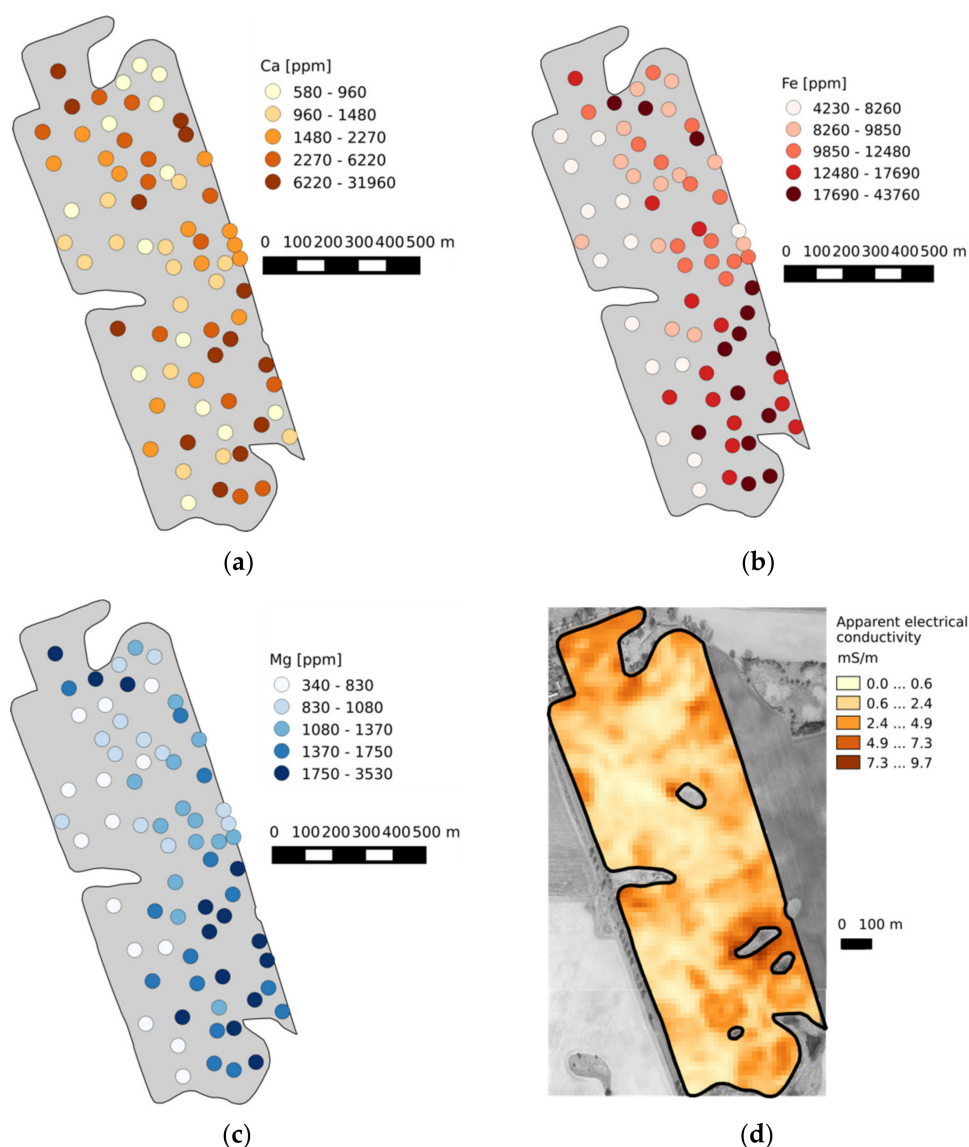 Ca [ppm]
580 - 960
960 - 1480
1480 - 2270
2270 - 6220
6220 - 31960
0 100 200 300 400 500 m
(a)
Fe [ppm]
4230 - 8260
8260 - 9850
9850 - 12480
12480 - 17690
17690 - 43760
0 100 200 300 400 500 m
(b)
Mg [ppm]
340 - 830
830 - 1080
1080 - 1370
1370 - 1750
1750 - 3530
0 100 200 300 400 500 m
(c)
Apparent electrical
conductivity
mS/m
0.0 ... 0.6
0.6 ... 2.4
2.4 ... 4.9
4.9 ... 7.3
7.3 ... 9.7
0 100 m
(d)